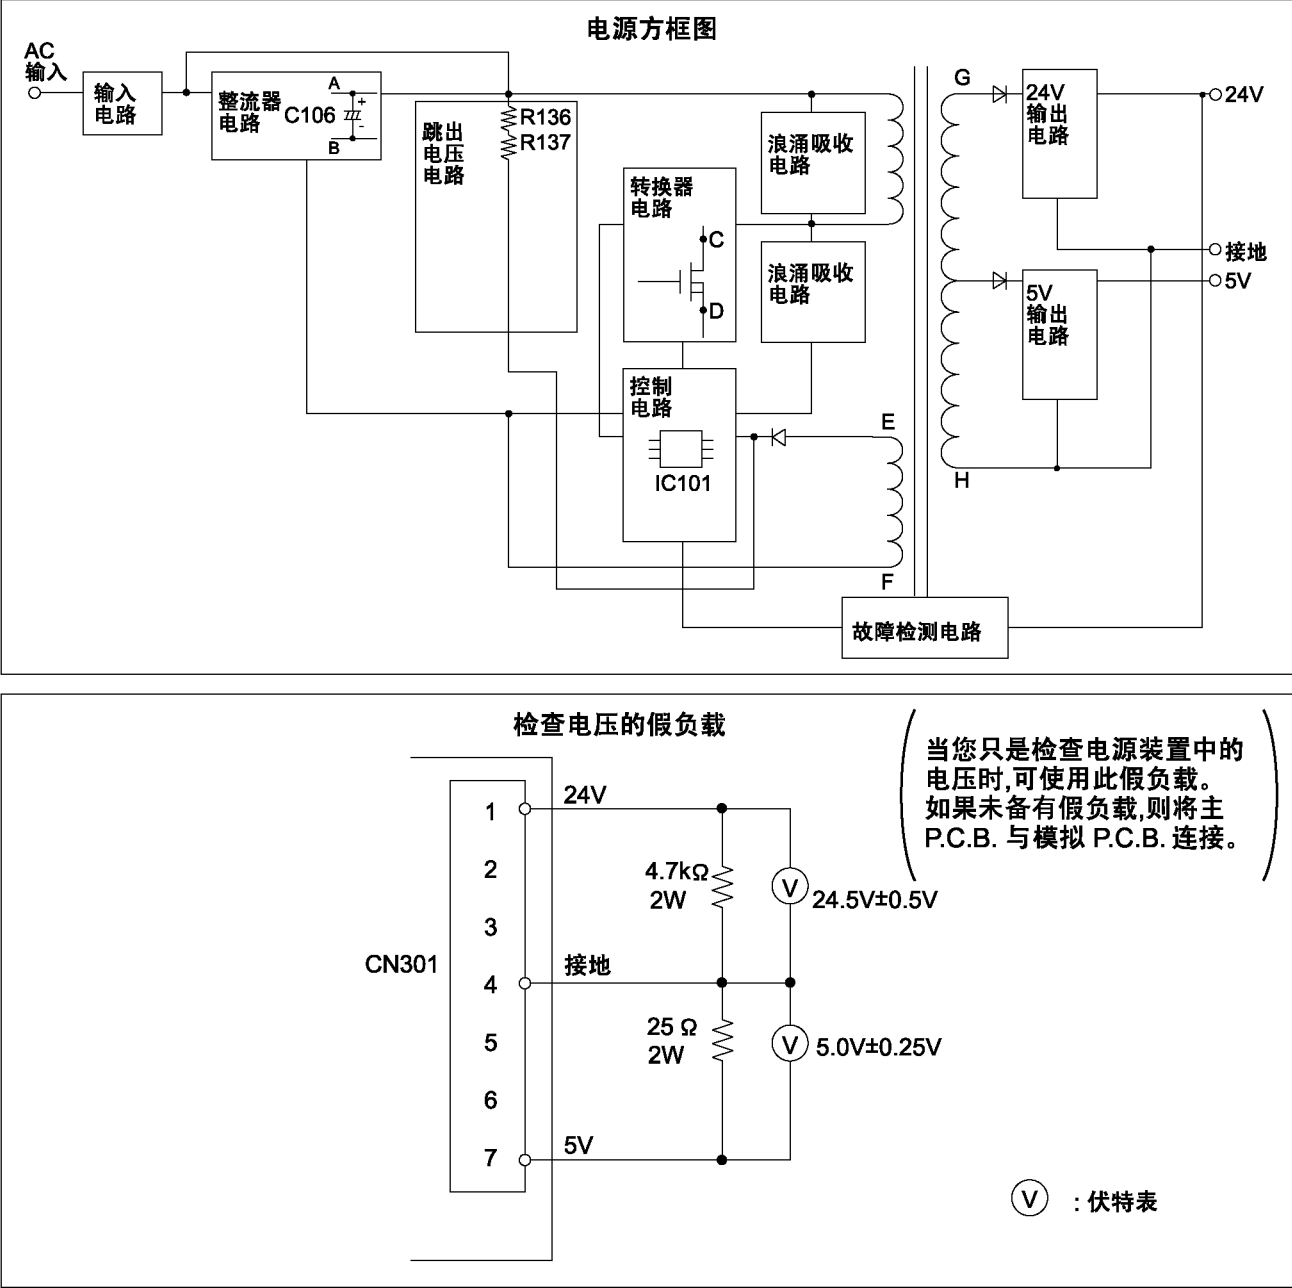 电源方框图
AC
输入
输入
电路
整流器
电路
C106
A
+
-
B
跳出
电压
电路
R136
R137
转换器
电路
C
D
浪涌吸收
电路
浪涌吸收
电路
控制
电路
IC101
E
F
G
H
24V
输出
电路
5V
输出
电路
24V
接地
5V
故障检测电路
检查电压的假负载
当您只是检查电源装置中的
电压时,可使用此假负载。
如果未备有假负载,则将主
P.C.B. 与模拟 P.C.B. 连接。
CN301
1
2
3
4
5
6
7
24V
4.7kΩ
2W
V
24.5V±0.5V
接地
25 Ω
2W
V
5.0V±0.25V
5V
V : 伏特表